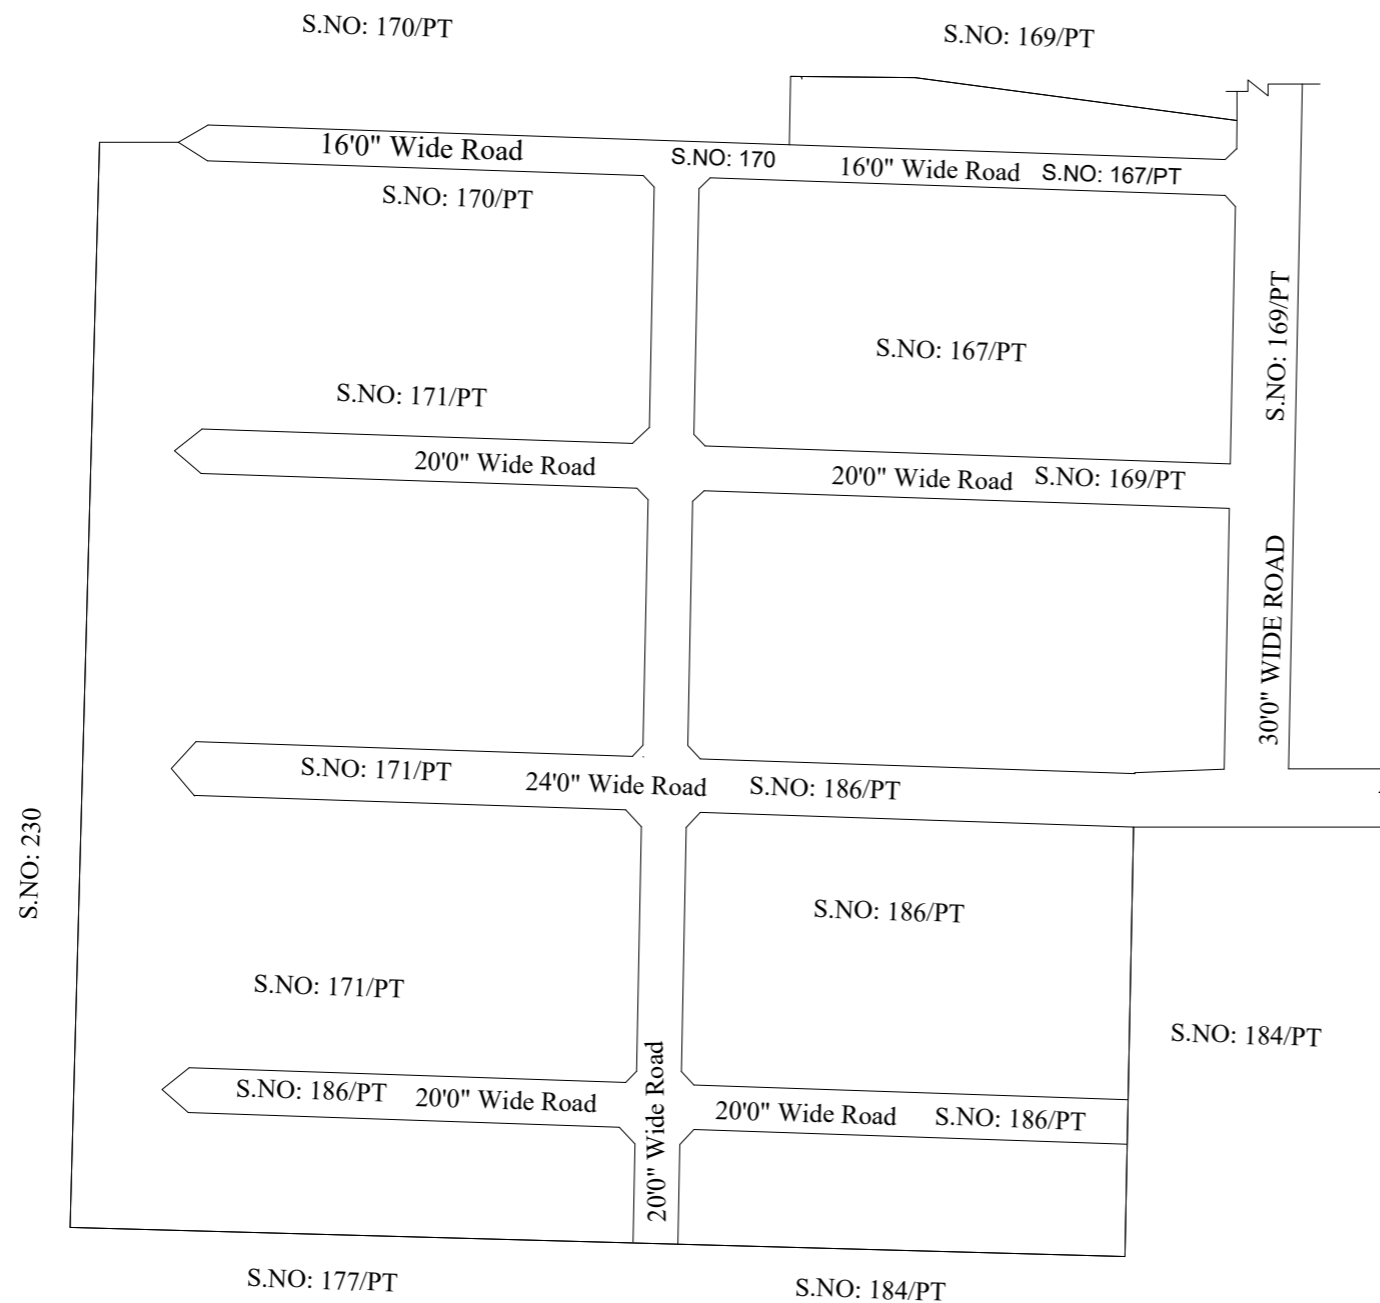 S.NO: 170/PT
S.NO: 169/PT
16'0" Wide Road
S.NO: 170
16'0" Wide Road
S.NO: 167/PT
S.NO: 170/PT
S.NO: 169/PT
S.NO: 167/PT
S.NO: 171/PT
20'0" Wide Road
20'0" Wide Road
S.NO: 169/PT
30'0" WIDE ROAD
S.NO: 171/PT
24'0" Wide Road
S.NO: 186/PT
S.NO: 230
S.NO: 186/PT
S.NO: 171/PT
S.NO: 184/PT
S.NO: 186/PT
20'0" Wide Road
20'0" Wide Road
20'0" Wide Road
S.NO: 186/PT
S.NO: 177/PT
S.NO: 184/PT